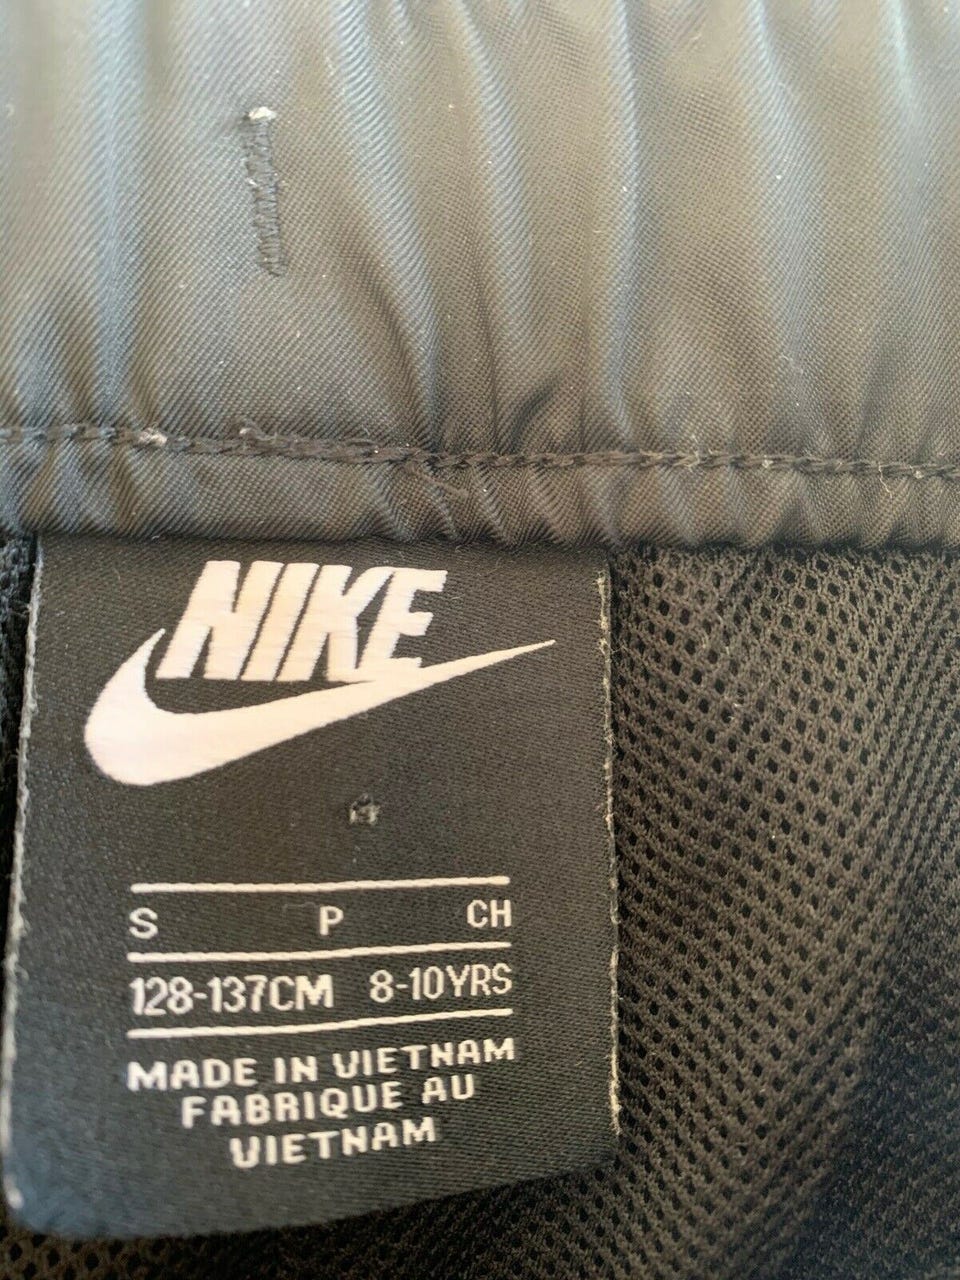 NIKE
S P CH
128-137CM 8-10YRS
MADE IN VIETNAM
FABRIQUE AU
VIETNAM